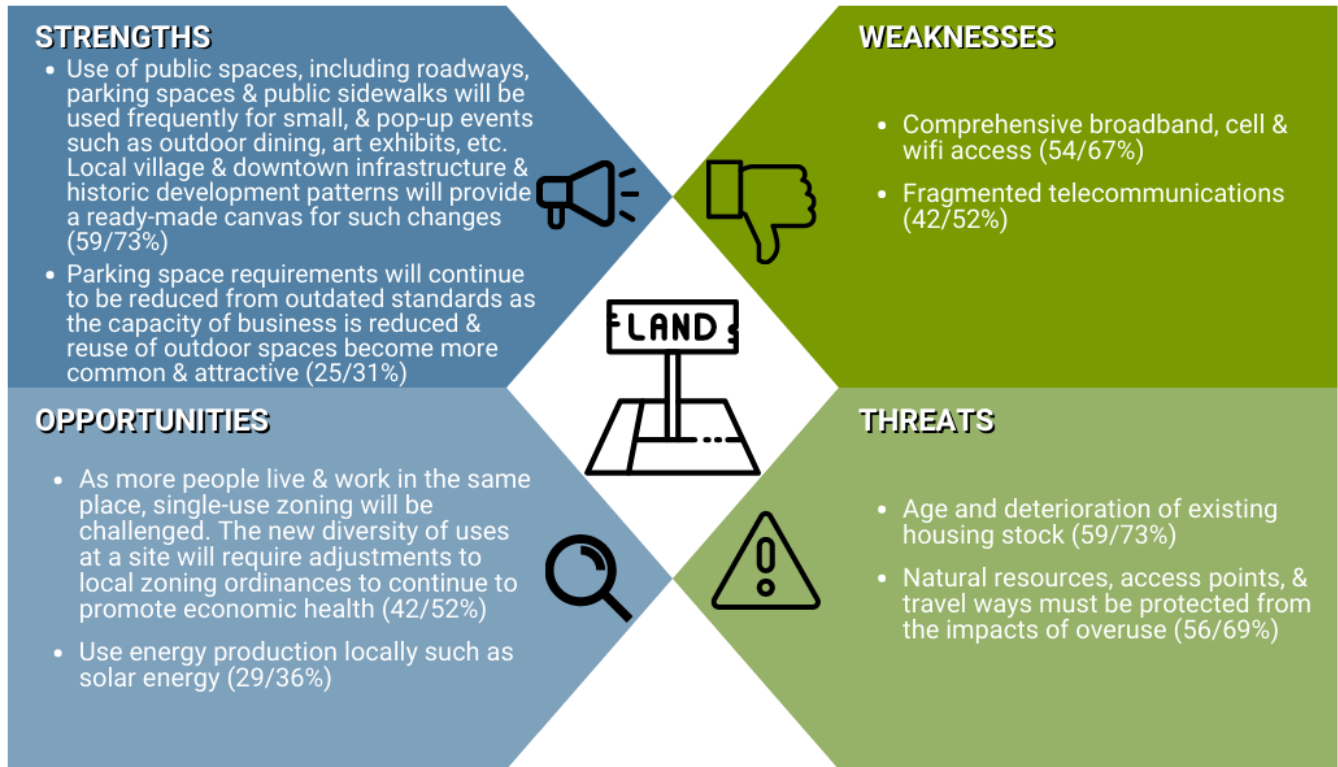 STRENGTHS
• Use of public spaces, including roadways,
parking spaces & public sidewalks will be
used frequently for small, & pop-up events
such as outdoor dining, art exhibits, etc.
Local village & downtown infrastructure &
historic development patterns will provide
a ready-made canvas for such changes
(59/73%)
• Parking space requirements will continue
to be reduced from outdated standards as
the capacity of business is reduced &
reuse of outdoor spaces become more
common & attractive (25/31%)
WEAKNESSES
• Comprehensive broadband, cell &
wifi access (54/67%)
• Fragmented telecommunications
(42/52%)
LAND
OPPORTUNITIES
• As more people live & work in the same
place, single-use zoning will be
challenged. The new diversity of uses
at a site will require adjustments to
local zoning ordinances to continue to
promote economic health (42/52%)
• Use energy production locally such as
solar energy (29/36%)
THREATS
• Age and deterioration of existing
housing stock (59/73%)
• Natural resources, access points, &
travel ways must be protected from
the impacts of overuse (56/69%)